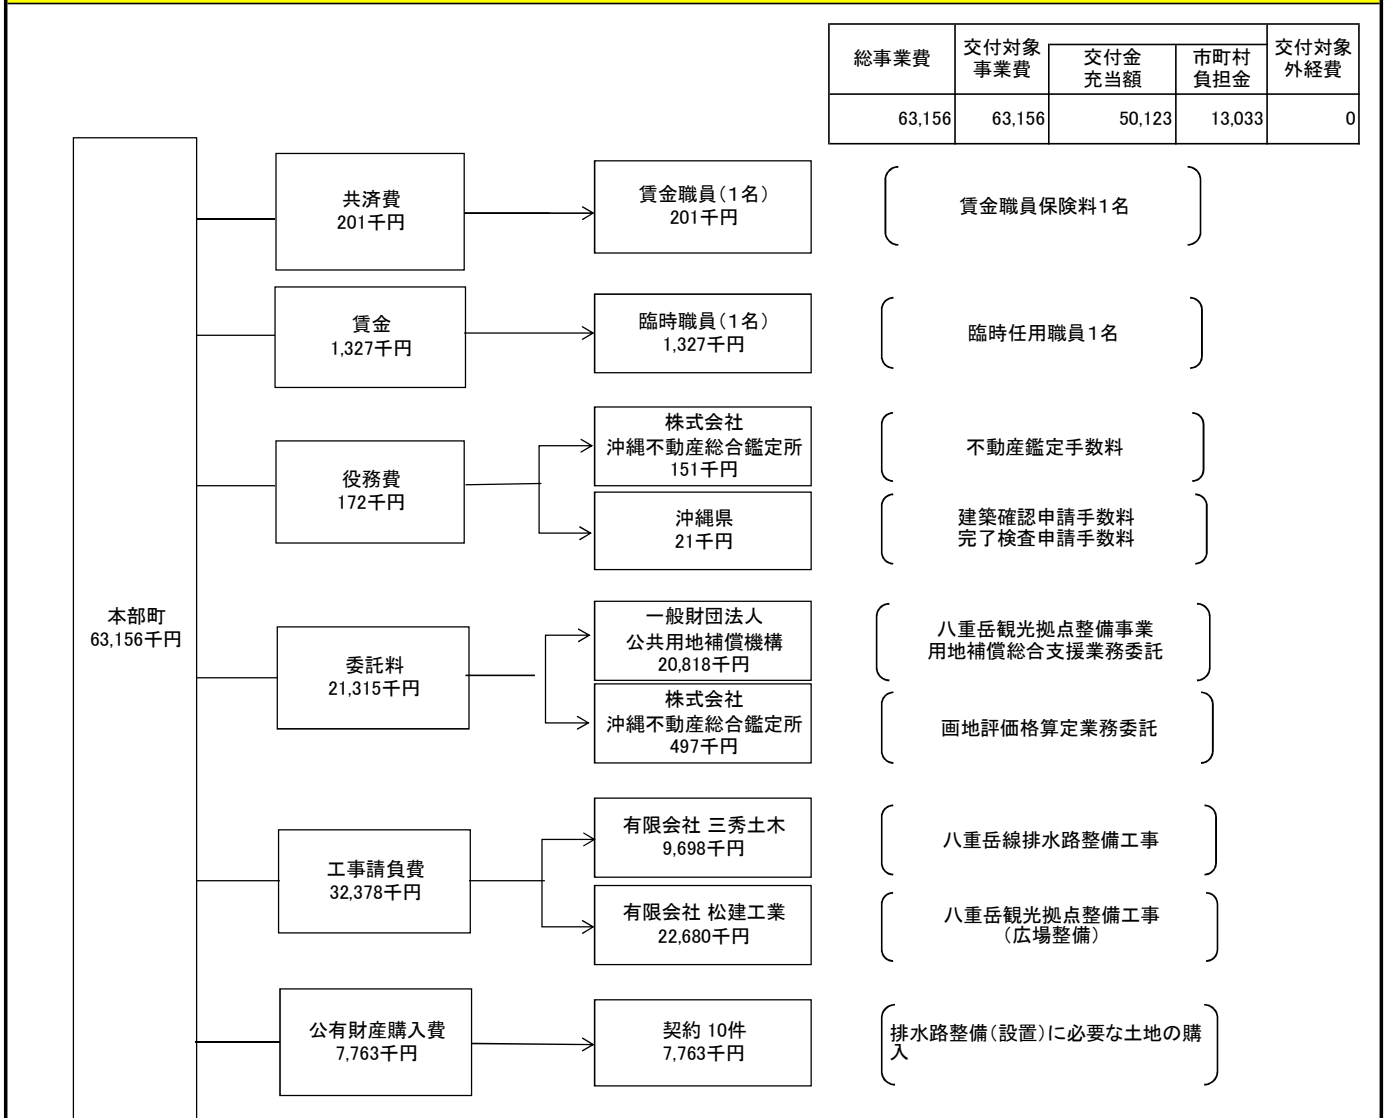 総事業費
交付対象
事業費
交付金
充当額
市町村
負担金
交付対象
外経費
63,156
63,156
50,123
13,033
0
本部町
63,156千円
共済費
201千円
賃金職員(1名)
201千円
賃金職員保険料1名
賃金
1,327千円
臨時職員(1名)
1,327千円
臨時任用職員1名
役務費
172千円
株式会社
沖縄不動産総合鑑定所
151千円
不動産鑑定手数料
沖縄県
21千円
建築確認申請手数料
完了検査申請手数料
委託料
21,315千円
一般財団法人
公共用地補償機構
20,818千円
八重岳観光拠点整備事業
用地補償総合支援業務委託
株式会社
沖縄不動産総合鑑定所
497千円
画地評価格算定業務委託
工事請負費
32,378千円
有限会社 三秀土木
9,698千円
八重岳線排水路整備工事
有限会社 松建工業
22,680千円
八重岳観光拠点整備工事
(広場整備)
公有財産購入費
7,763千円
契約 10件
7,763千円
排水路整備(設置)に必要な土地の購
入